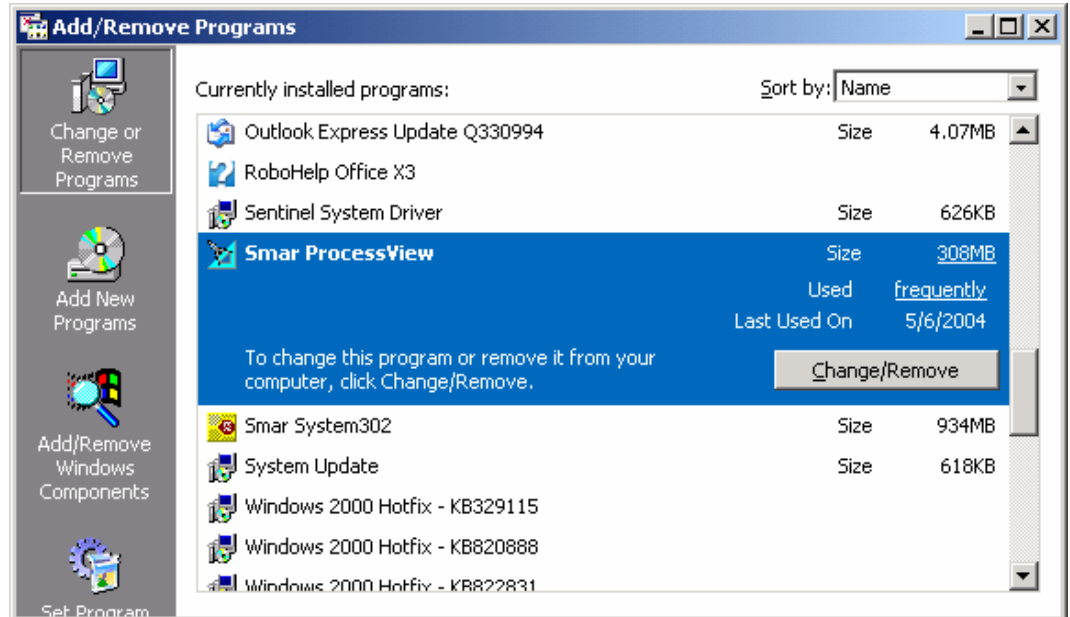 Add/Remove Programs
Change or
Remove
Programs
Add New
Programs
Add/Remove
Windows
Components
Set Program
Currently installed programs:
Sort by: Name
Outlook Express Update Q330994 Size 4.07MB
RoboHelp Office X3
Sentinel System Driver Size 626KB
Smar ProcessView Size 308MB
Used frequently
Last Used On 5/6/2004
To change this program or remove it from your
computer, click Change/Remove.
Change/Remove
Smar System302 Size 934MB
System Update Size 618KB
Windows 2000 Hotfix - KB329115
Windows 2000 Hotfix - KB820888
Windows 2000 Hotfix - KB822831